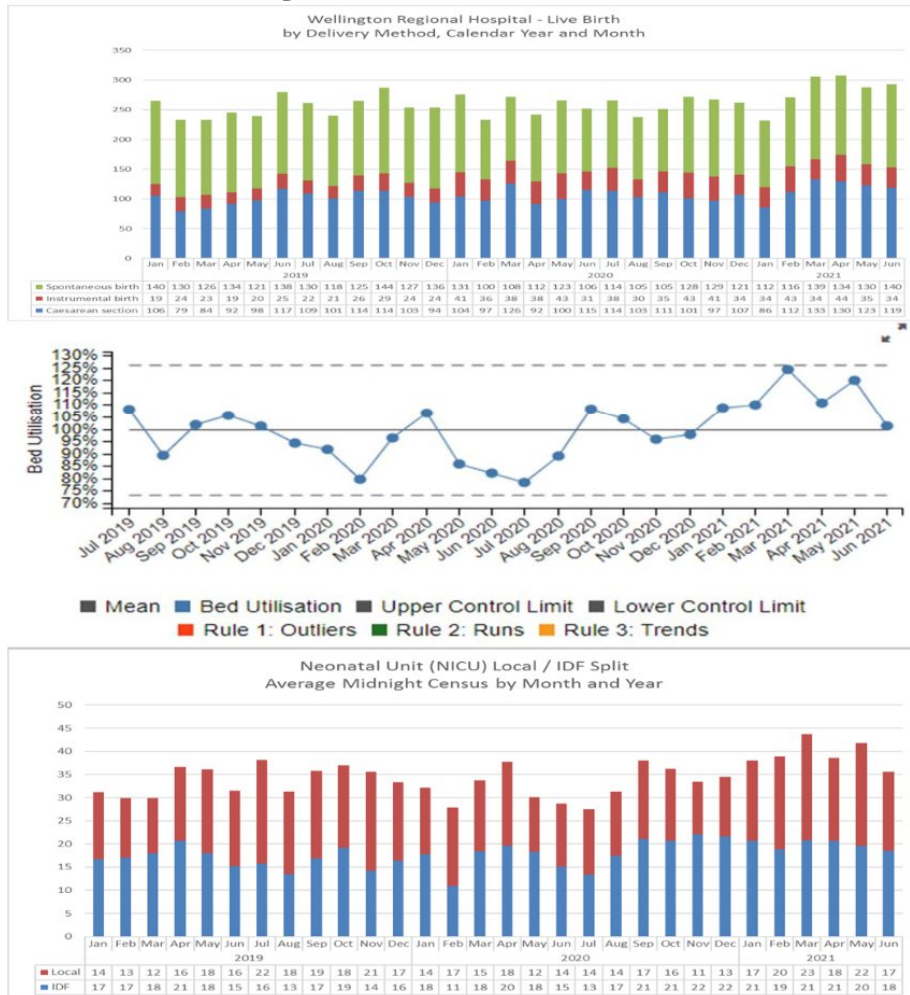 Wellington Regional Hospital - Live Birth
by Delivery Method, Calendar Year and Month
350
300
250
200
150
100
50
0
Jan Feb Mar Apr May Jun Jul Aug Sep Oct Nov Dec Jan Feb Mar Apr May Jun Jul Aug Sep Oct Nov Dec Jan Feb Mar Apr May Jun
2019 2020 2021
Spontaneous birth 140 130 126 134 121 138 130 118 125 144 127 136 131 100 108 112 123 106 114 105 105 128 129 121 112 116 139 134 130 140
Instrumental birth 19 24 23 19 20 25 22 21 26 29 24 24 41 36 38 38 43 31 38 30 35 43 41 34 34 43 34 44 35 34
Caesarean section 106 79 84 92 98 117 109 101 114 114 103 94 104 97 126 92 100 115 114 103 111 101 97 107 86 112 133 130 123 119
Bed Utilisation
130%
125%
120%
115%
110%
105%
100%
95%
90%
85%
80%
75%
70%
Jul 2019 Aug 2019 Sep 2019 Oct 2019 Nov 2019 Dec 2019 Jan 2020 Feb 2020 Mar 2020 Apr 2020 May 2020 Jun 2020 Jul 2020 Aug 2020 Sep 2020 Oct 2020 Nov 2020 Dec 2020 Jan 2021 Feb 2021 Mar 2021 Apr 2021 May 2021 Jun 2021
Mean Bed Utilisation Upper Control Limit Lower Control Limit
Rule 1: Outliers Rule 2: Runs Rule 3: Trends
Neonatal Unit (NICU) Local / IDF Split
Average Midnight Census by Month and Year
50
45
40
35
30
25
20
15
10
5
0
Jan Feb Mar Apr May Jun Jul Aug Sep Oct Nov Dec Jan Feb Mar Apr May Jun Jul Aug Sep Oct Nov Dec Jan Feb Mar Apr May Jun
2019 2020 2021
Local 14 13 12 16 18 16 22 18 19 18 21 17 14 17 15 18 12 14 14 14 17 16 11 13 17 20 23 18 22 17
IDF 17 17 18 21 18 15 16 13 17 19 14 16 18 11 18 20 18 15 13 17 21 21 22 22 21 19 21 21 20 18